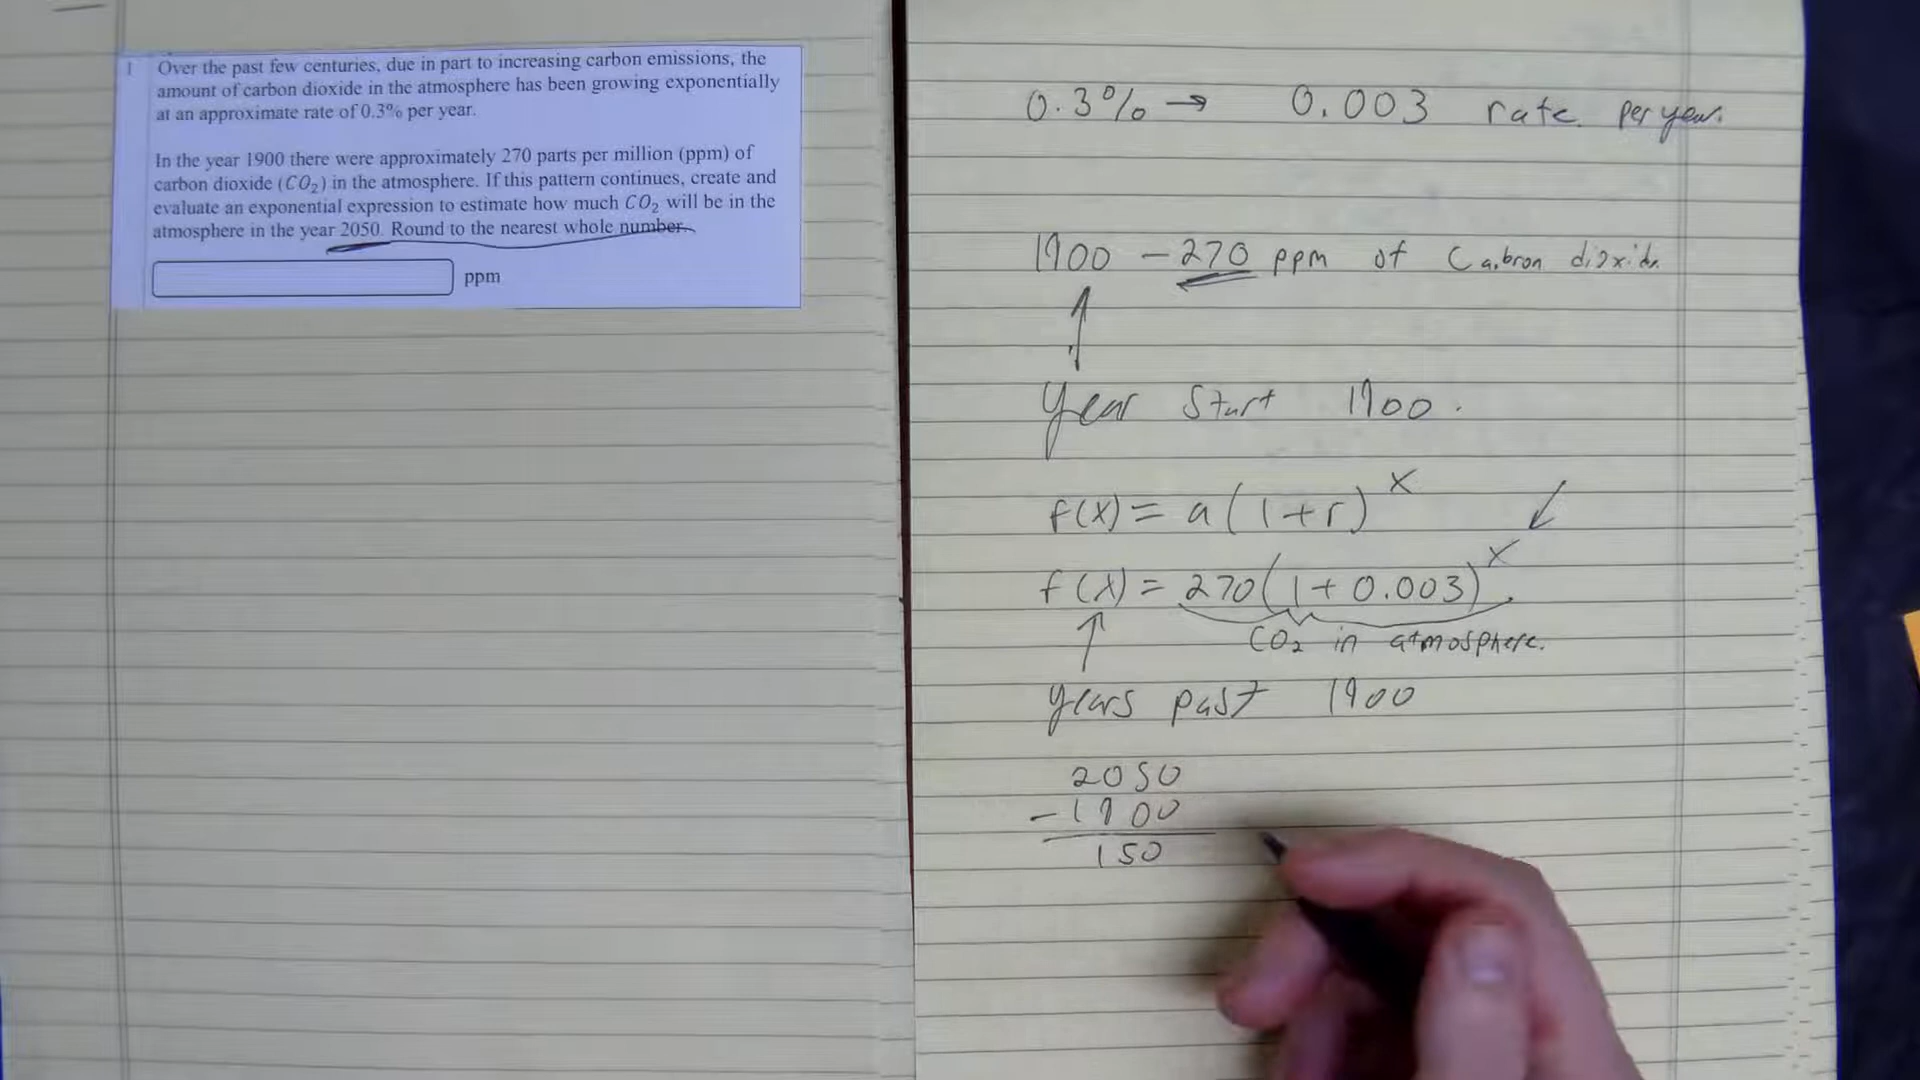 1 Over the past few centuries, due in part to increasing carbon emissions, the
amount of carbon dioxide in the atmosphere has been growing exponentially
at an approximate rate of 0.3% per year.
In the year 1900 there were approximately 270 parts per million (ppm) of
carbon dioxide (CO₂) in the atmosphere. If this pattern continues, create and
evaluate an exponential expression to estimate how much CO₂ will be in the
atmosphere in the year 2050. Round to the nearest whole number.
ppm
0.3% → 0.003 rate per year.
1900 - 270 ppm of Carbron dioxide
year start 1900.
f(x) = a(1+r)^x
f(x) = 270(1+0.003)^x
CO₂ in atmosphere.
years past 1900
2050
-1900
150